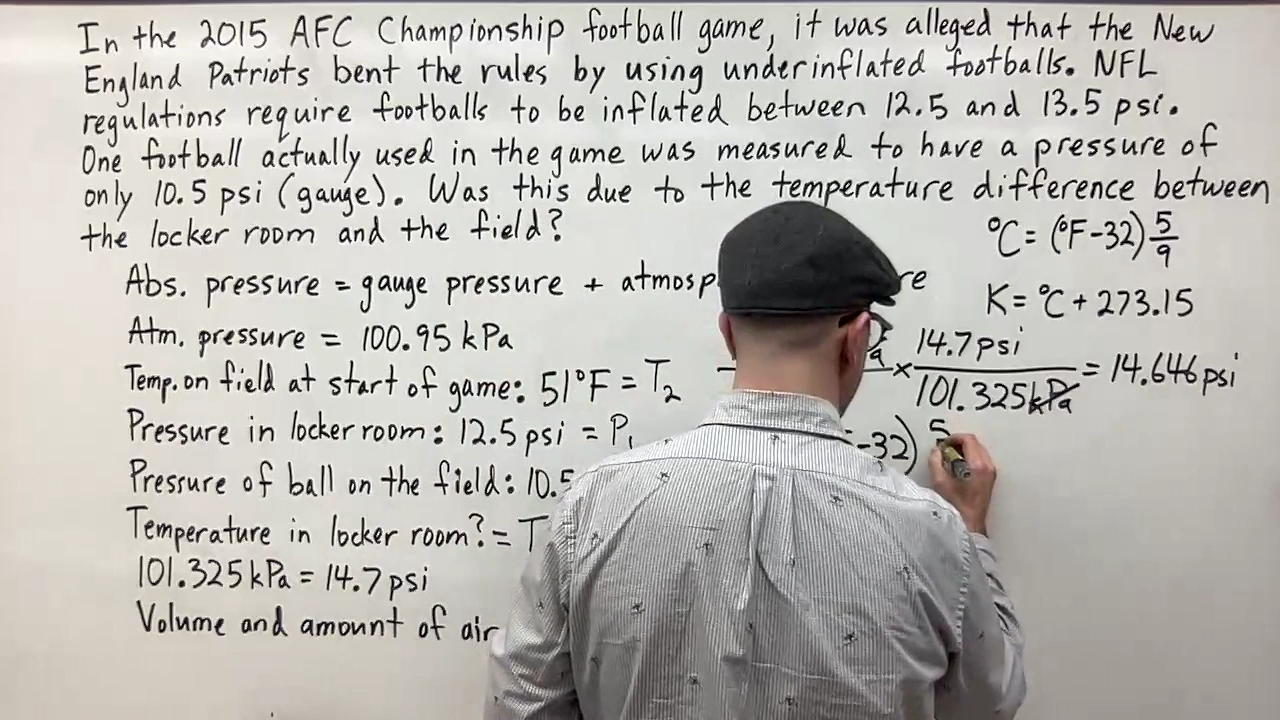 In the 2015 AFC Championship football game, it was alleged that the New
England Patriots bent the rules by using underinflated footballs. NFL
regulations require footballs to be inflated between 12.5 and 13.5 psi.
One football actually used in the game was measured to have a pressure of
only 10.5 psi (gauge). Was this due to the temperature difference between
the locker room and the field?
°C = (°F-32) 5/9
Abs. pressure = gauge pressure +
K = °C + 273.15
Atm. pressure = 100.95 kPa
× 14.7 psi / 101.325 kPa = 14.646 psi
Temp. on field at start of game: 51°F = T₂
Pressure in locker room: 12.5 psi = P₁
-32) 5
Pressure of ball on the field: 10.5
Temperature in locker room? = T
101.325 kPa = 14.7 psi
Volume and amount of air